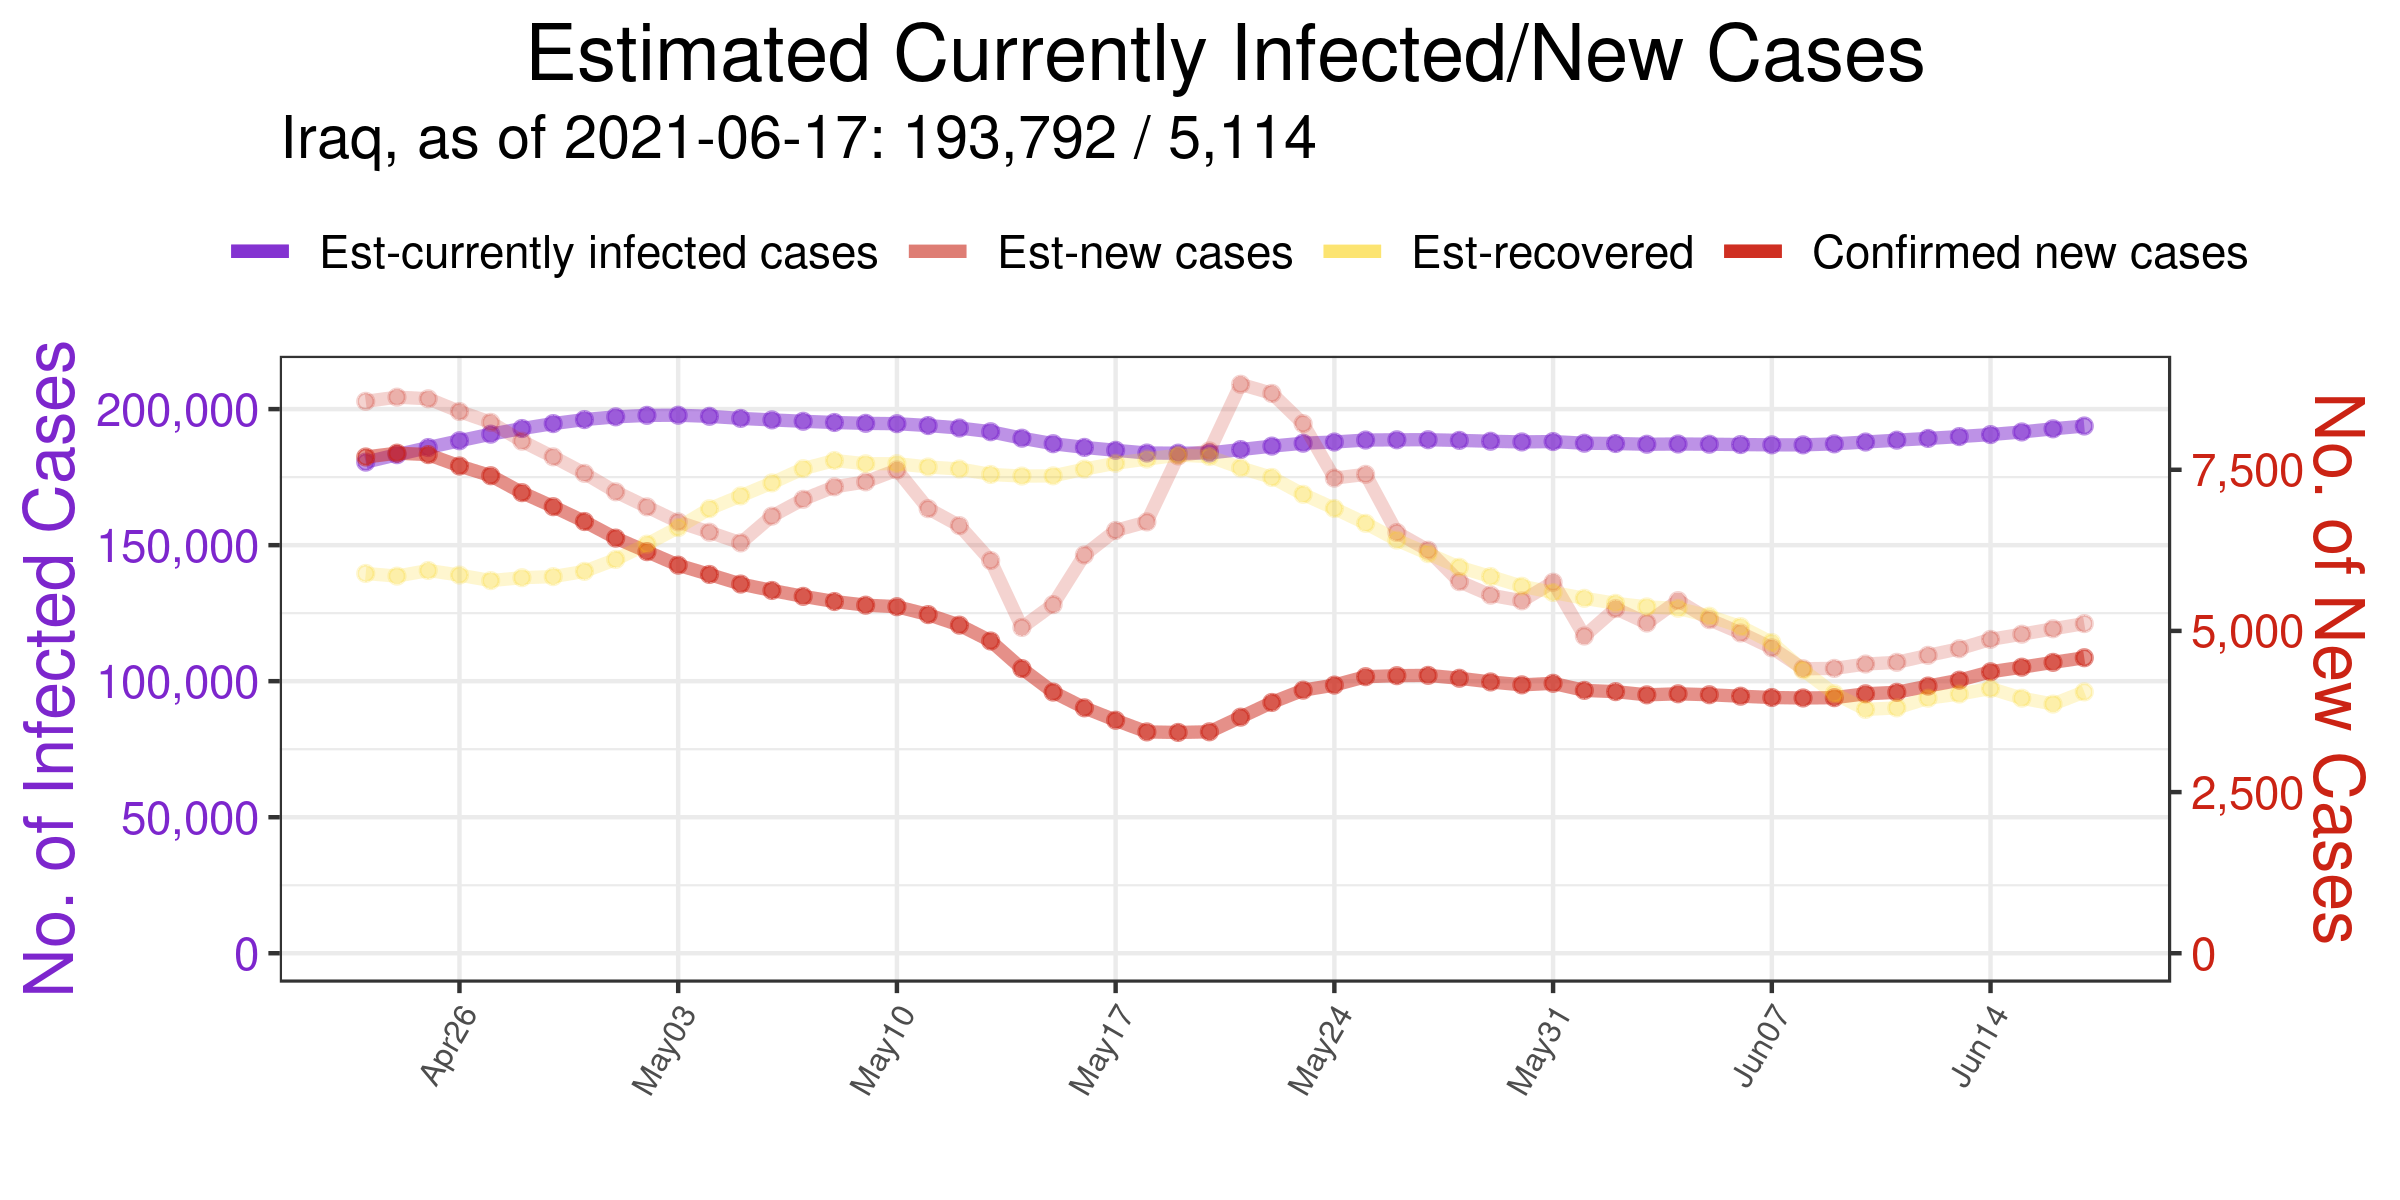 Estimated Currently Infected/New Cases
Iraq, as of 2021-06-17: 193,792 / 5,114
Est-currently infected cases Est-new cases Est-recovered Confirmed new cases
No. of Infected Cases
200,000
150,000
100,000
50,000
0
7,500
5,000
2,500
0
No. of New Cases
Apr26 May03 May10 May17 May24 May31 Jun07 Jun14